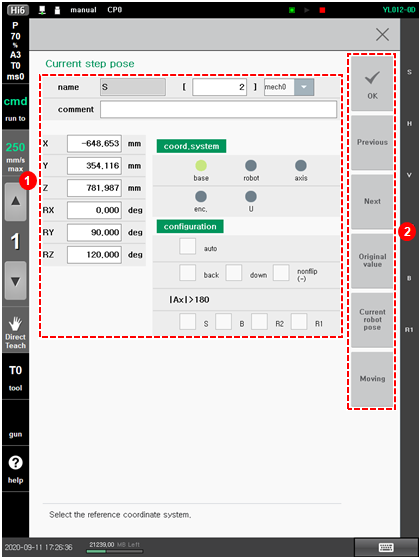 Hi6 manual CP0 YL012-0D
P
70
%
A3
T0
ms0
cmd
run to
250
mm/s
max
1
Direct
Teach
T0
tool
gun
help
Current step pose
name S [ 2 ] mech0
comment
X -648,653 mm
Y 354,116 mm
Z 781,987 mm
RX 0,000 deg
RY 90,000 deg
RZ 120,000 deg
coord,system
base robot axis
enc, U
configuration
auto
back down nonflip
(-)
|Ax|>180
S B R2 R1
1
OK
Previous
Next
Original
value
Current
robot
pose
Moving
2
S
H
V
B
R1
Select the reference coordinate system,
2020-09-11 17:26:36 21239,00 MB Left